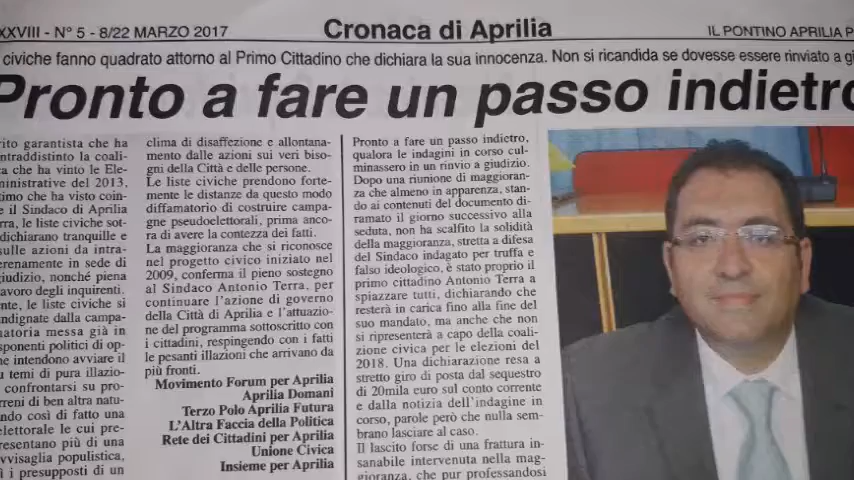 XXVIII - N° 5 - 8/22 MARZO 2017
Cronaca di Aprilia
IL PONTINO APRILIA P
civiche fanno quadrato attorno al Primo Cittadino che dichiara la sua innocenza. Non si ricandida se dovesse essere rinviato a gi
Pronto a fare un passo indietro
rito garantista che ha
ntraddistinto la coali-
che ha vinto le Ele-
ministrative del 2013,
timo che ha visto coin-
e il Sindaco di Aprilia
rra, le liste civiche sot-
dichiarano tranquille e
sulle azioni da intra-
erenamente in sede di
giudizio, nonché piena
lavoro degli inquirenti.
nte, le liste civiche si
ndignate dalla campa-
matoria messa già in
sponenti politici di op-
ne intendono avviare il
u temi di pura illazio-
confrontarsi su pro-
rreni di ben altra natu-
ndo così di fatto una
elettorale le cui pre-
resentano più di una
vvisaglia populistica,
i i presupposti di un
clima di disaffezione e allontana-
mento dalle azioni sui veri biso-
gni della Città e delle persone.
Le liste civiche prendono forte-
mente le distanze da questo modo
diffamatorio di costruire campa-
gne pseudoelettorali, prima anco-
ra di avere la contezza dei fatti.
La maggioranza che si riconosce
nel progetto civico iniziato nel
2009, conferma il pieno sostegno
al Sindaco Antonio Terra, per
continuare l'azione di governo
della Città di Aprilia e l'attuazio-
ne del programma sottoscritto con
i cittadini, respingendo con i fatti
le pesanti illazioni che arrivano da
più fronti.
Movimento Forum per Aprilia
Aprilia Domani
Terzo Polo Aprilia Futura
L'Altra Faccia della Politica
Rete dei Cittadini per Aprilia
Unione Civica
Insieme per Aprilia
Pronto a fare un passo indietro,
qualora le indagini in corso cul-
minassero in un rinvio a giudizio.
Dopo una riunione di maggioran-
za che almeno in apparenza, stan-
do ai contenuti del documento di-
ramato il giorno successivo alla
seduta, non ha scalfito la solidità
della maggioranza, stretta a difesa
del Sindaco indagato per truffa e
falso ideologico, è stato proprio il
primo cittadino Antonio Terra a
spiazzare tutti, dichiarando che
resterà in carica fino alla fine del
suo mandato, ma anche che non
si ripresenterà a capo della coali-
zione civica per le elezioni del
2018. Una dichiarazione resa a
stretto giro di posta dal sequestro
di 20mila euro sul conto corrente
e dalla notizia dell'indagine in
corso, parole però che nulla sem-
brano lasciare al caso.
Il lascito forse di una frattura in-
sanabile intervenuta nella mag-
gioranza, che pur professandosi